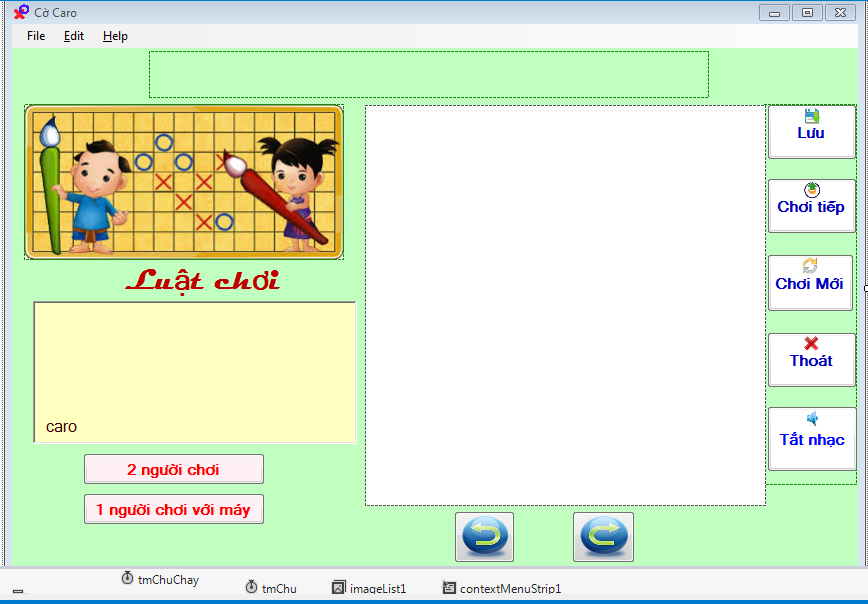 Cờ Caro
File Edit Help
Lưu
Chơi tiếp
Luật chơi
Chơi Mới
Thoát
caro
Tắt nhạc
2 người chơi
1 người chơi với máy
tmChuChay
tmChu
imageList1
contextMenuStrip1